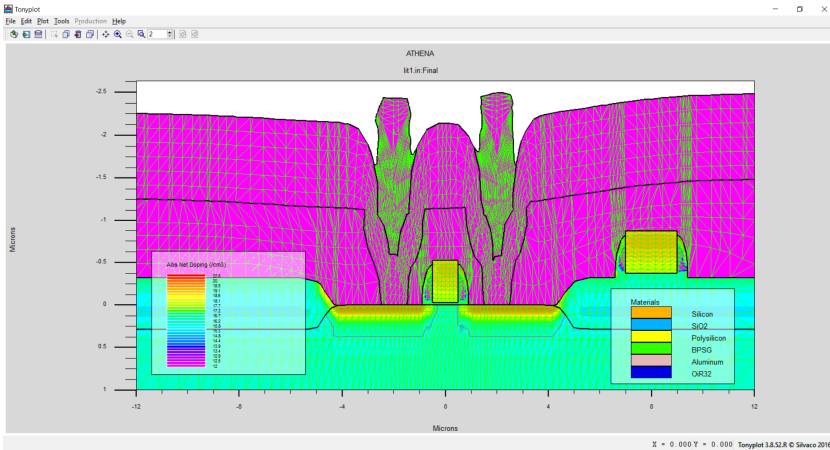 Tonyplot
File Edit Plot Tools Production Help
2
ATHENA
lit1.in:Final
-2.5
-2
-1.5
-1
-0.5
0
0.5
1
Microns
-12 -8 -4 0 4 8 12
Microns
Abs Net Doping (/cm3)
Materials
Silicon
SiO2
Polysilicon
BPSG
Aluminum
OiR32
X = 0.000 Y = 0.000 Tonyplot 3.8.52.R © Silvaco 2016